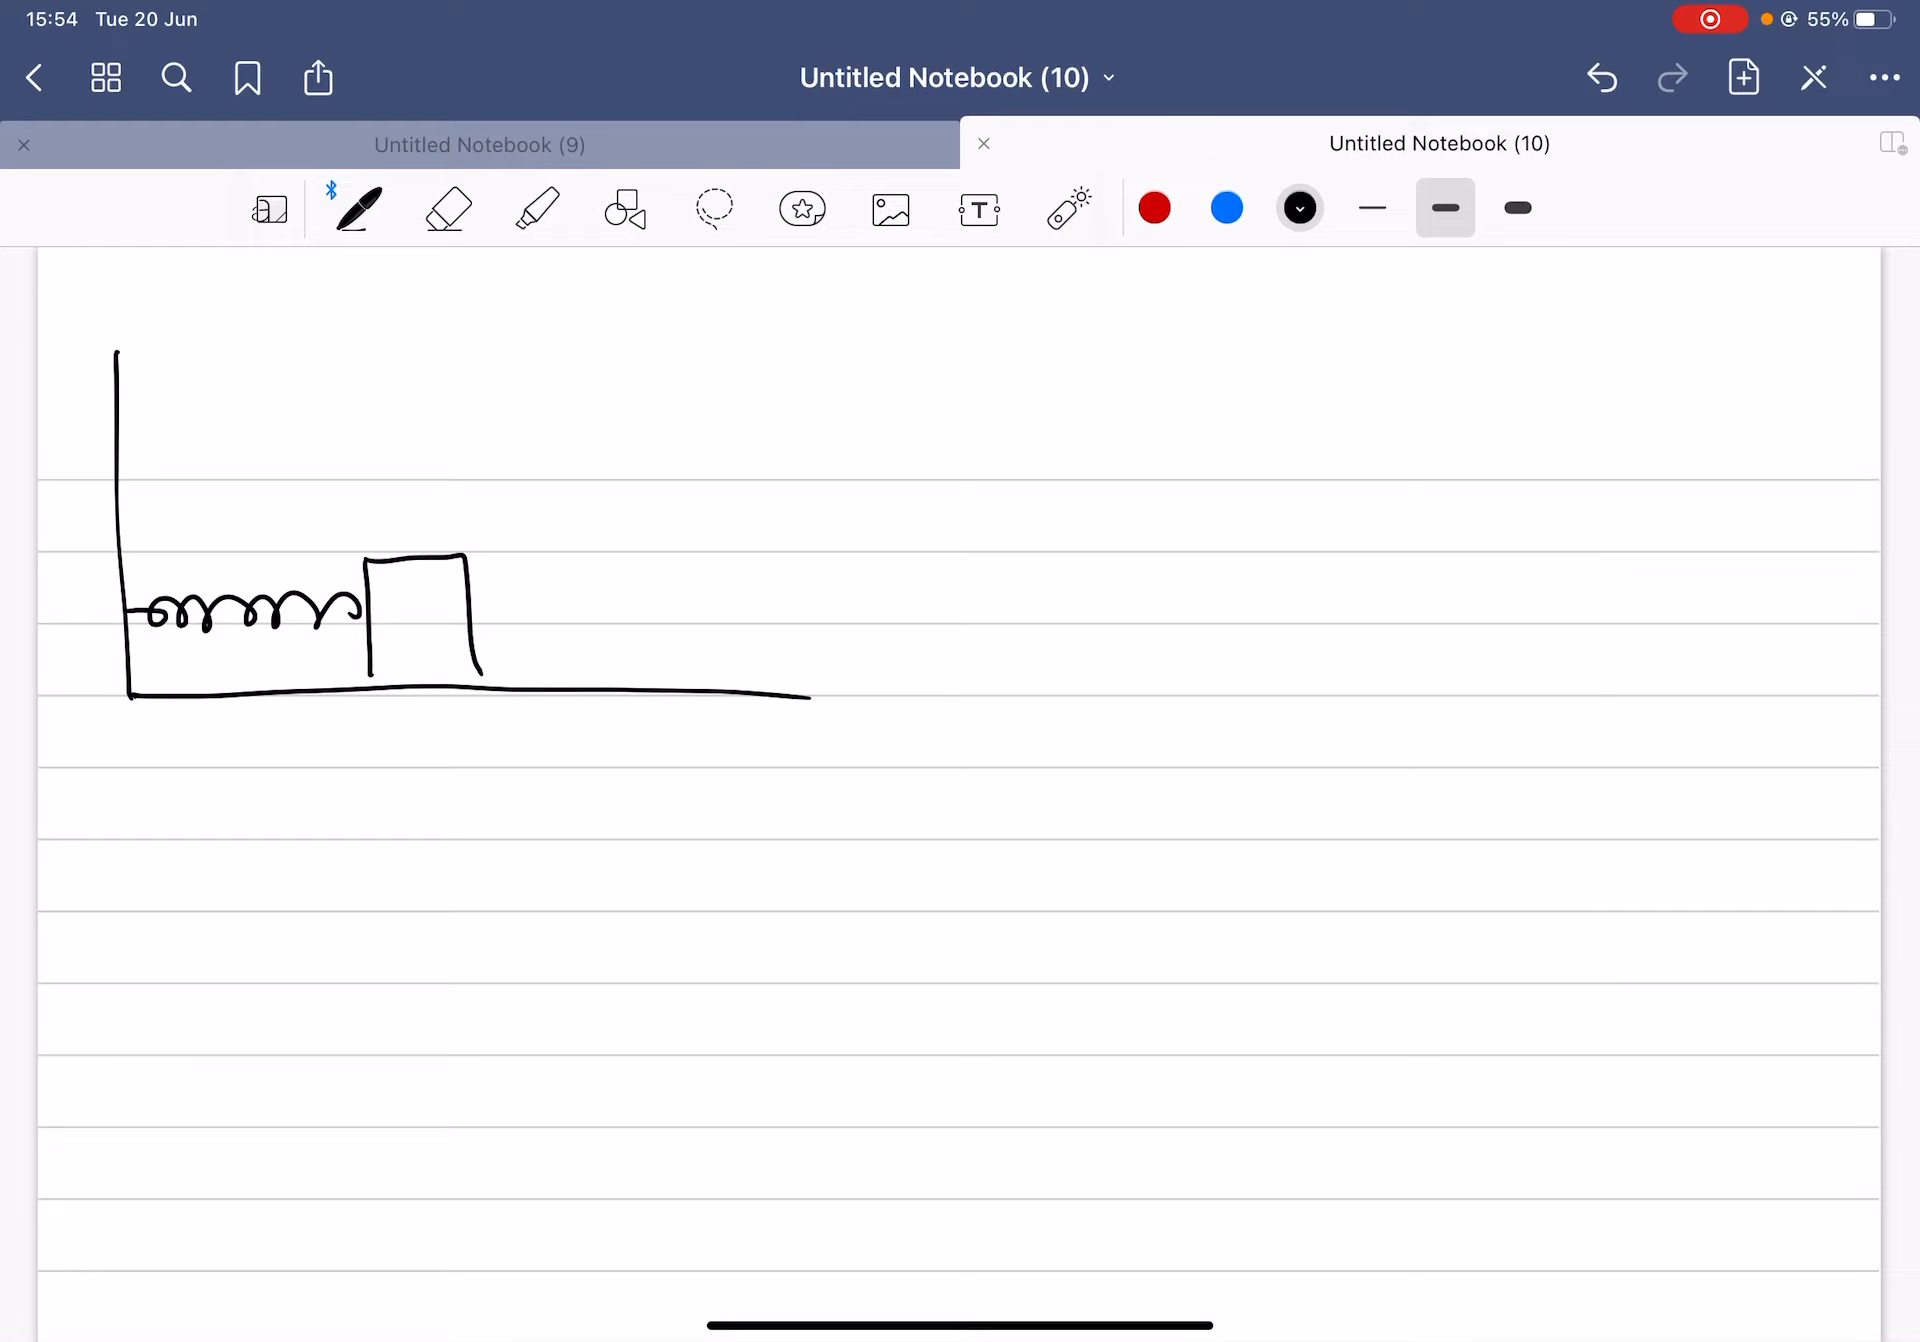 15:54 Tue 20 Jun
55%
Untitled Notebook (10)
Untitled Notebook (9)
Untitled Notebook (10)